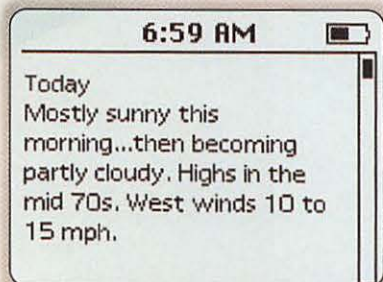 6:59 AM
Today
Mostly sunny this
morning...then becoming
partly cloudy. Highs in the
mid 70s. West winds 10 to
15 mph.